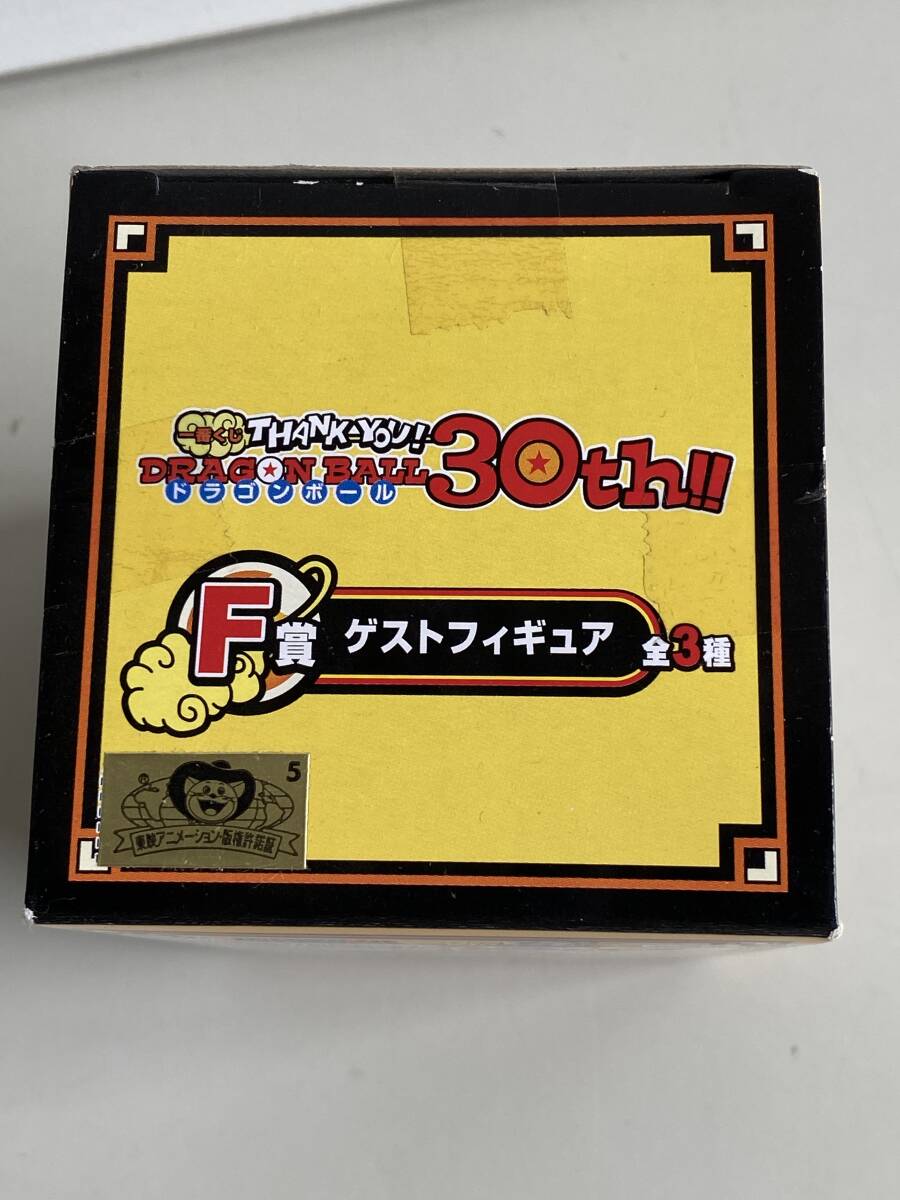 一番くじ THANK-YOU!
DRAGON BALL 30th!!
ドラゴンボール
F賞 ゲストフィギュア 全3種
5
®
東映アニメーション・版権許諾証